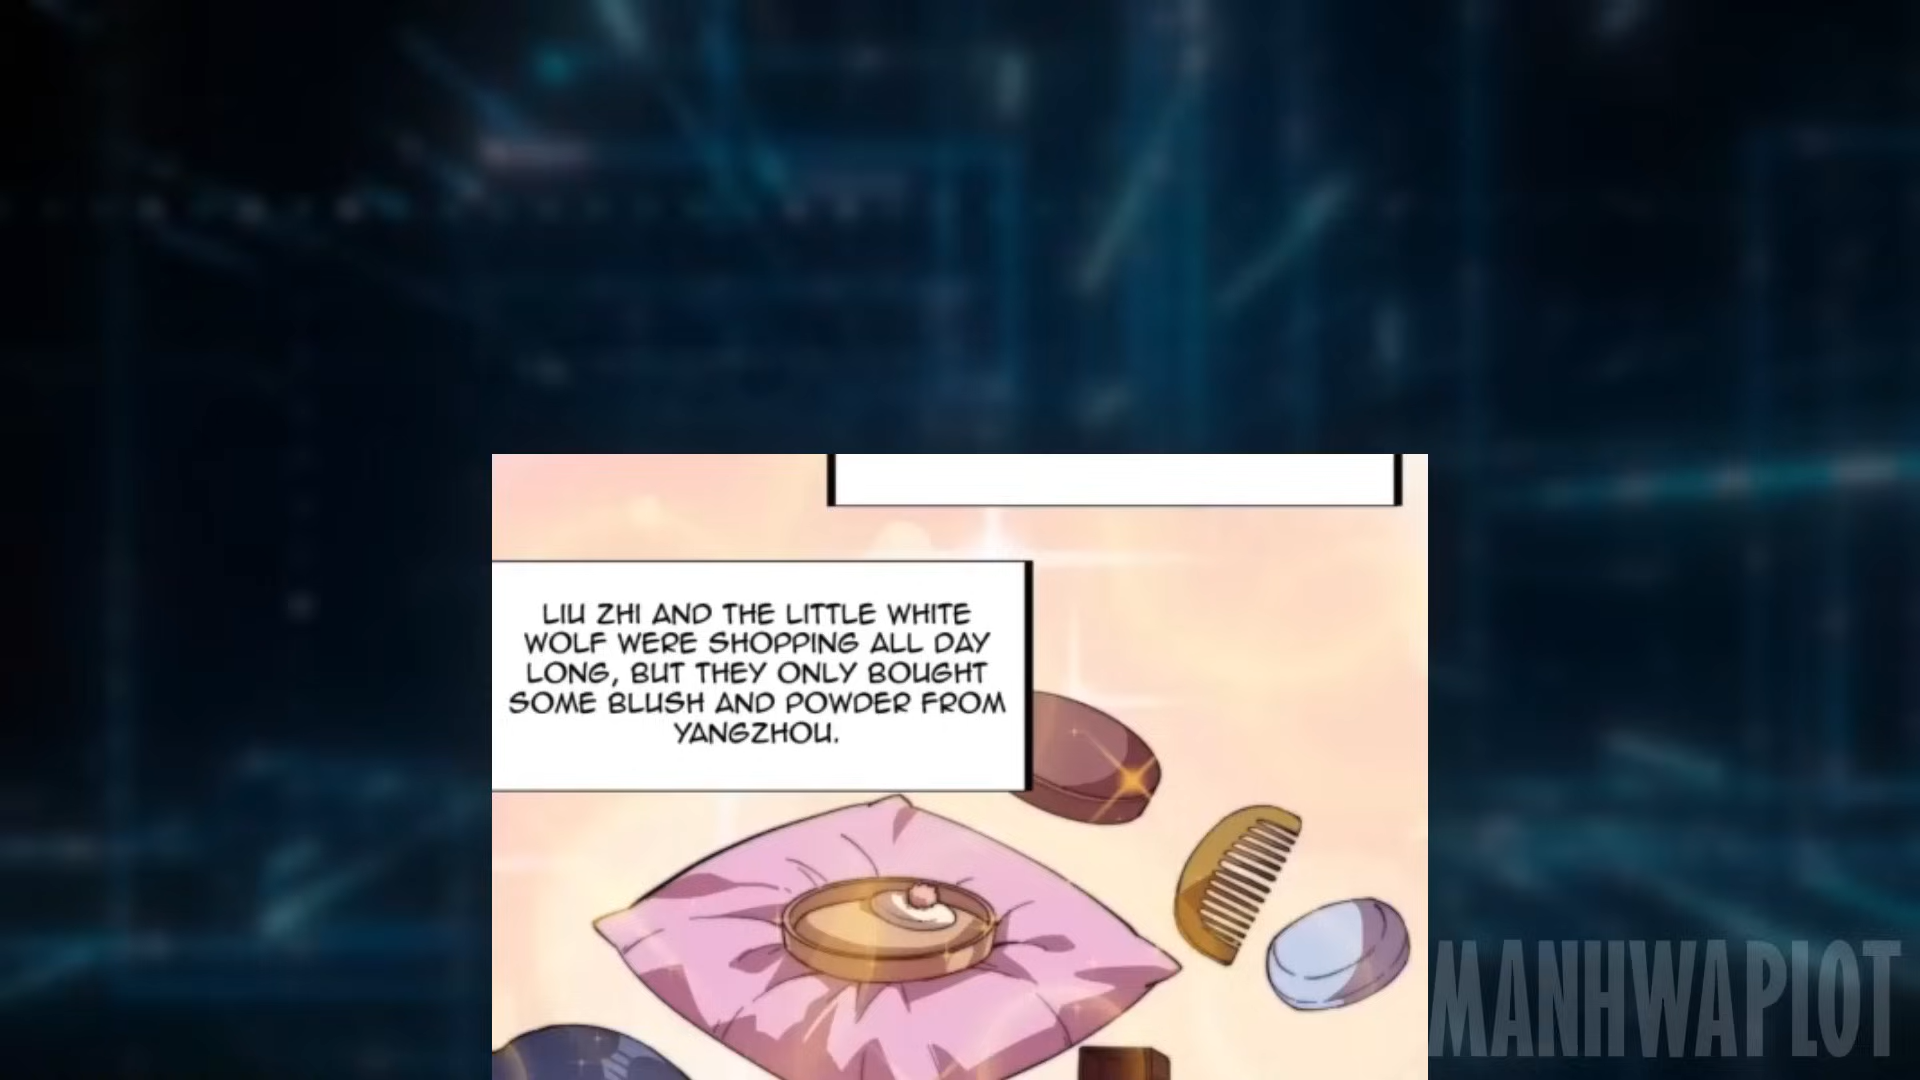 LIU ZHI AND THE LITTLE WHITE
WOLF WERE SHOPPING ALL DAY
LONG, BUT THEY ONLY BOUGHT
SOME BLUSH AND POWDER FROM
YANGZHOU.
MANHWAPLOT